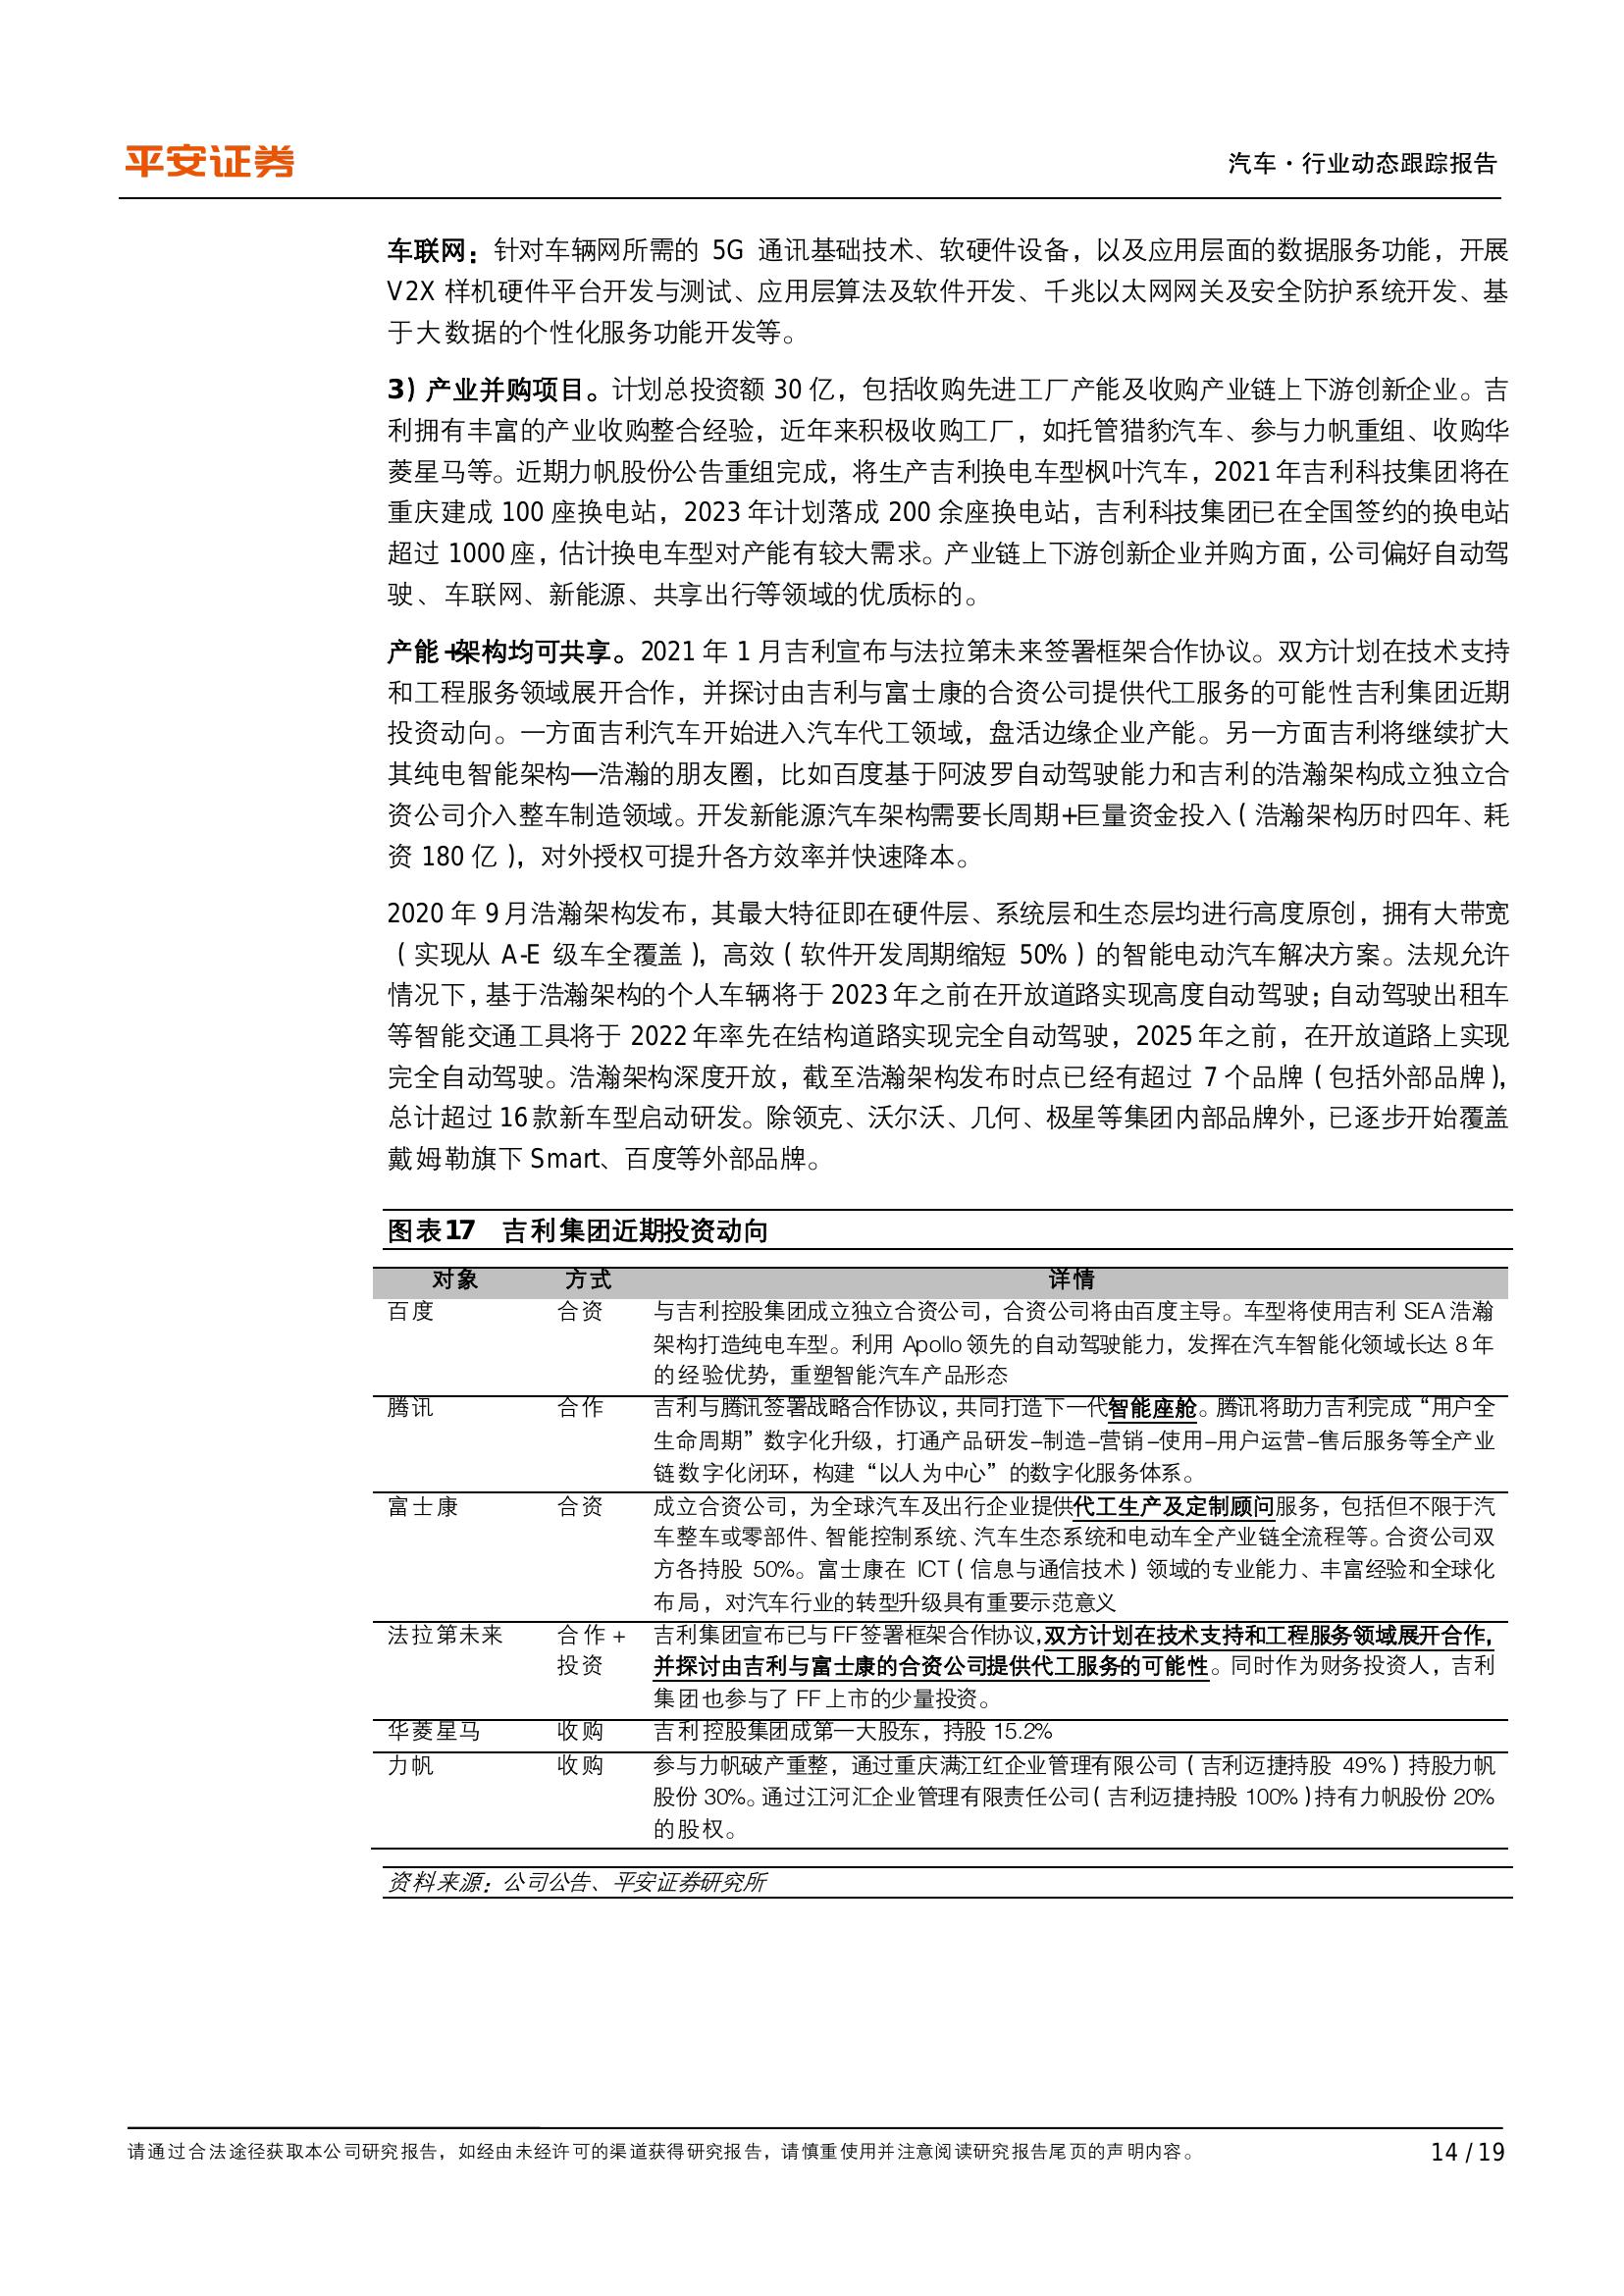 平安证券
汽车·行业动态跟踪报告
车联网：针对车辆网所需的 5G 通讯基础技术、软硬件设备，以及应用层面的数据服务功能，开展
V2X 样机硬件平台开发与测试、应用层算法及软件开发、千兆以太网网关及安全防护系统开发、基
于大数据的个性化服务功能开发等。
3) 产业并购项目。计划总投资额 30 亿，包括收购先进工厂产能及收购产业链上下游创新企业。吉
利拥有丰富的产业收购整合经验，近年来积极收购工厂，如托管猎豹汽车、参与力帆重组、收购华
菱星马等。近期力帆股份公告重组完成，将生产吉利换电车型枫叶汽车，2021 年吉利科技集团将在
重庆建成 100 座换电站，2023 年计划落成 200 余座换电站，吉利科技集团已在全国签约的换电站
超过 1000 座，估计换电车型对产能有较大需求。产业链上下游创新企业并购方面，公司偏好自动驾
驶、车联网、新能源、共享出行等领域的优质标的。
产能+架构均可共享。2021 年 1 月吉利宣布与法拉第未来签署框架合作协议。双方计划在技术支持
和工程服务领域展开合作，并探讨由吉利与富士康的合资公司提供代工服务的可能性吉利集团近期
投资动向。一方面吉利汽车开始进入汽车代工领域，盘活边缘企业产能。另一方面吉利将继续扩大
其纯电智能架构—浩瀚的朋友圈，比如百度基于阿波罗自动驾驶能力和吉利的浩瀚架构成立独立合
资公司介入整车制造领域。开发新能源汽车架构需要长周期+巨量资金投入（浩瀚架构历时四年、耗
资 180 亿），对外授权可提升各方效率并快速降本。
2020 年 9 月浩瀚架构发布，其最大特征即在硬件层、系统层和生态层均进行高度原创，拥有大带宽
（实现从 A-E 级车全覆盖），高效（软件开发周期缩短 50%）的智能电动汽车解决方案。法规允许
情况下，基于浩瀚架构的个人车辆将于 2023 年之前在开放道路实现高度自动驾驶；自动驾驶出租车
等智能交通工具将于 2022 年率先在结构道路实现完全自动驾驶，2025 年之前，在开放道路上实现
完全自动驾驶。浩瀚架构深度开放，截至浩瀚架构发布时点已经有超过 7 个品牌（包括外部品牌），
总计超过 16 款新车型启动研发。除领克、沃尔沃、几何、极星等集团内部品牌外，已逐步开始覆盖
戴姆勒旗下 Smart、百度等外部品牌。
图表17 吉利集团近期投资动向
对象 方式 详情
百度 合资 与吉利控股集团成立独立合资公司，合资公司将由百度主导。车型将使用吉利 SEA 浩瀚
架构打造纯电车型。利用 Apollo 领先的自动驾驶能力，发挥在汽车智能化领域长达 8 年
的经验优势，重塑智能汽车产品形态
腾讯 合作 吉利与腾讯签署战略合作协议，共同打造下一代智能座舱。腾讯将助力吉利完成“用户全
生命周期”数字化升级，打通产品研发–制造–营销–使用–用户运营–售后服务等全产业
链数字化闭环，构建“以人为中心”的数字化服务体系。
富士康 合资 成立合资公司，为全球汽车及出行企业提供代工生产及定制顾问服务，包括但不限于汽
车整车或零部件、智能控制系统、汽车生态系统和电动车全产业链全流程等。合资公司双
方各持股 50%。富士康在 ICT（信息与通信技术）领域的专业能力、丰富经验和全球化
布局，对汽车行业的转型升级具有重要示范意义
法拉第未来 合作+ 吉利集团宣布已与 FF 签署框架合作协议，双方计划在技术支持和工程服务领域展开合作，
投资 并探讨由吉利与富士康的合资公司提供代工服务的可能性。同时作为财务投资人，吉利
集团也参与了 FF 上市的少量投资。
华菱星马 收购 吉利控股集团成第一大股东，持股 15.2%
力帆 收购 参与力帆破产重整，通过重庆满江红企业管理有限公司（吉利迈捷持股 49%）持股力帆
股份 30%。通过江河汇企业管理有限责任公司（吉利迈捷持股 100%）持有力帆股份 20%
的股权。
资料来源：公司公告、平安证券研究所
请通过合法途径获取本公司研究报告，如经由未经许可的渠道获得研究报告，请慎重使用并注意阅读研究报告尾页的声明内容。
14 / 19